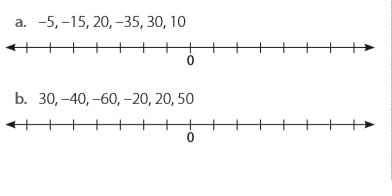 a. –5, –15, 20, –35, 30, 10
0
b. 30, –40, –60, –20, 20, 50
0